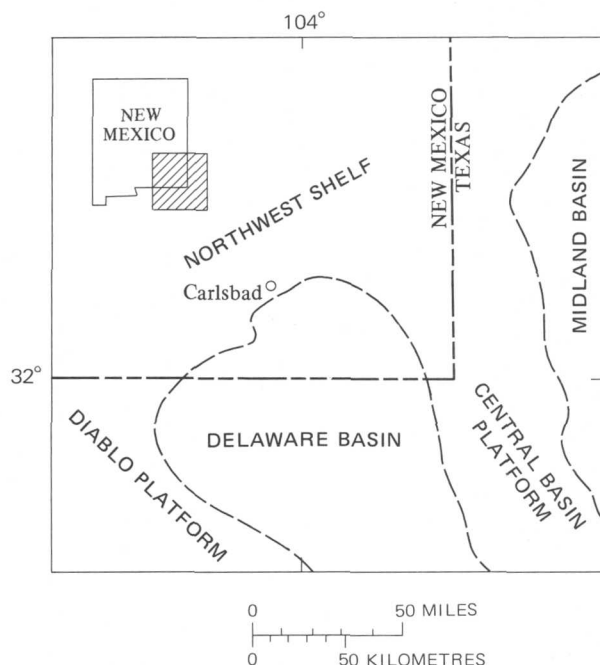 104°
NEW
MEXICO
NEW MEXICO
TEXAS
NORTHWEST SHELF
MIDLAND BASIN
Carlsbad
32°
DIABLO PLATFORM
DELAWARE BASIN
CENTRAL BASIN
PLATFORM
0 50 MILES
0 50 KILOMETRES